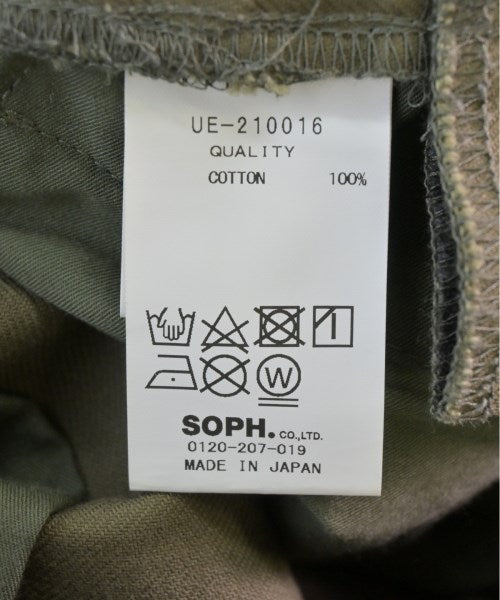 UE-210016
QUALITY
COTTON 100%
W
SOPH. CO.,LTD.
0120-207-019
MADE IN JAPAN